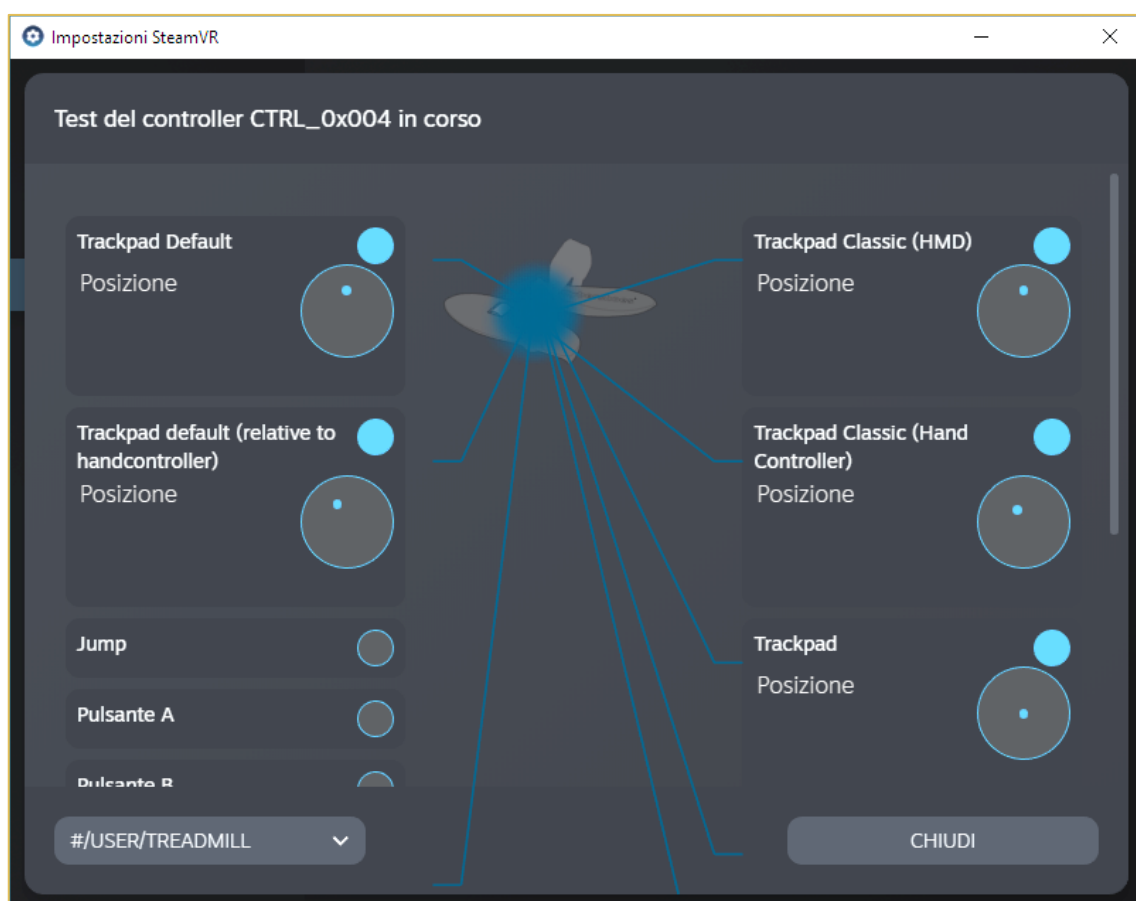 Impostazioni SteamVR
Test del controller CTRL_0x004 in corso
Trackpad Default
Posizione
Trackpad default (relative to
handcontroller)
Posizione
Jump
Pulsante A
Pulsante B
Trackpad Classic (HMD)
Posizione
Trackpad Classic (Hand
Controller)
Posizione
Trackpad
Posizione
#/USER/TREADMILL
CHIUDI